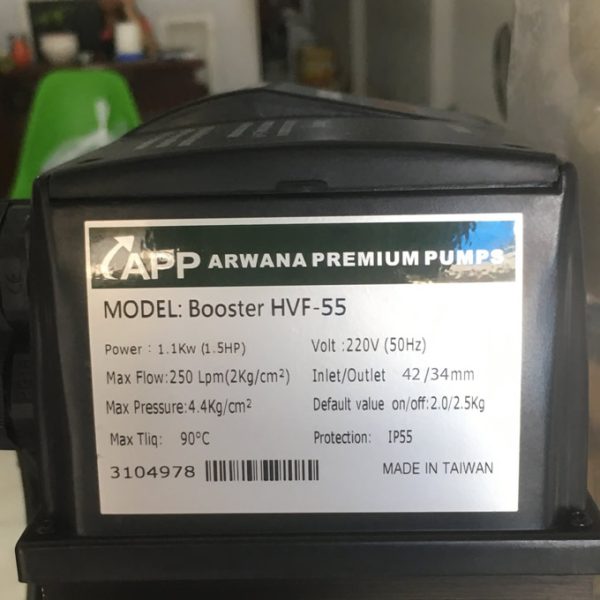 APP ARWANA PREMIUM PUMPS
MODEL: Booster HVF-55
Power : 1.1Kw (1.5HP) Volt :220V (50Hz)
Max Flow:250 Lpm(2Kg/cm²) Inlet/Outlet 42/34mm
Max Pressure:4.4Kg/cm² Default value on/off:2.0/2.5Kg
Max Tliq: 90°C Protection: IP55
3104978 MADE IN TAIWAN